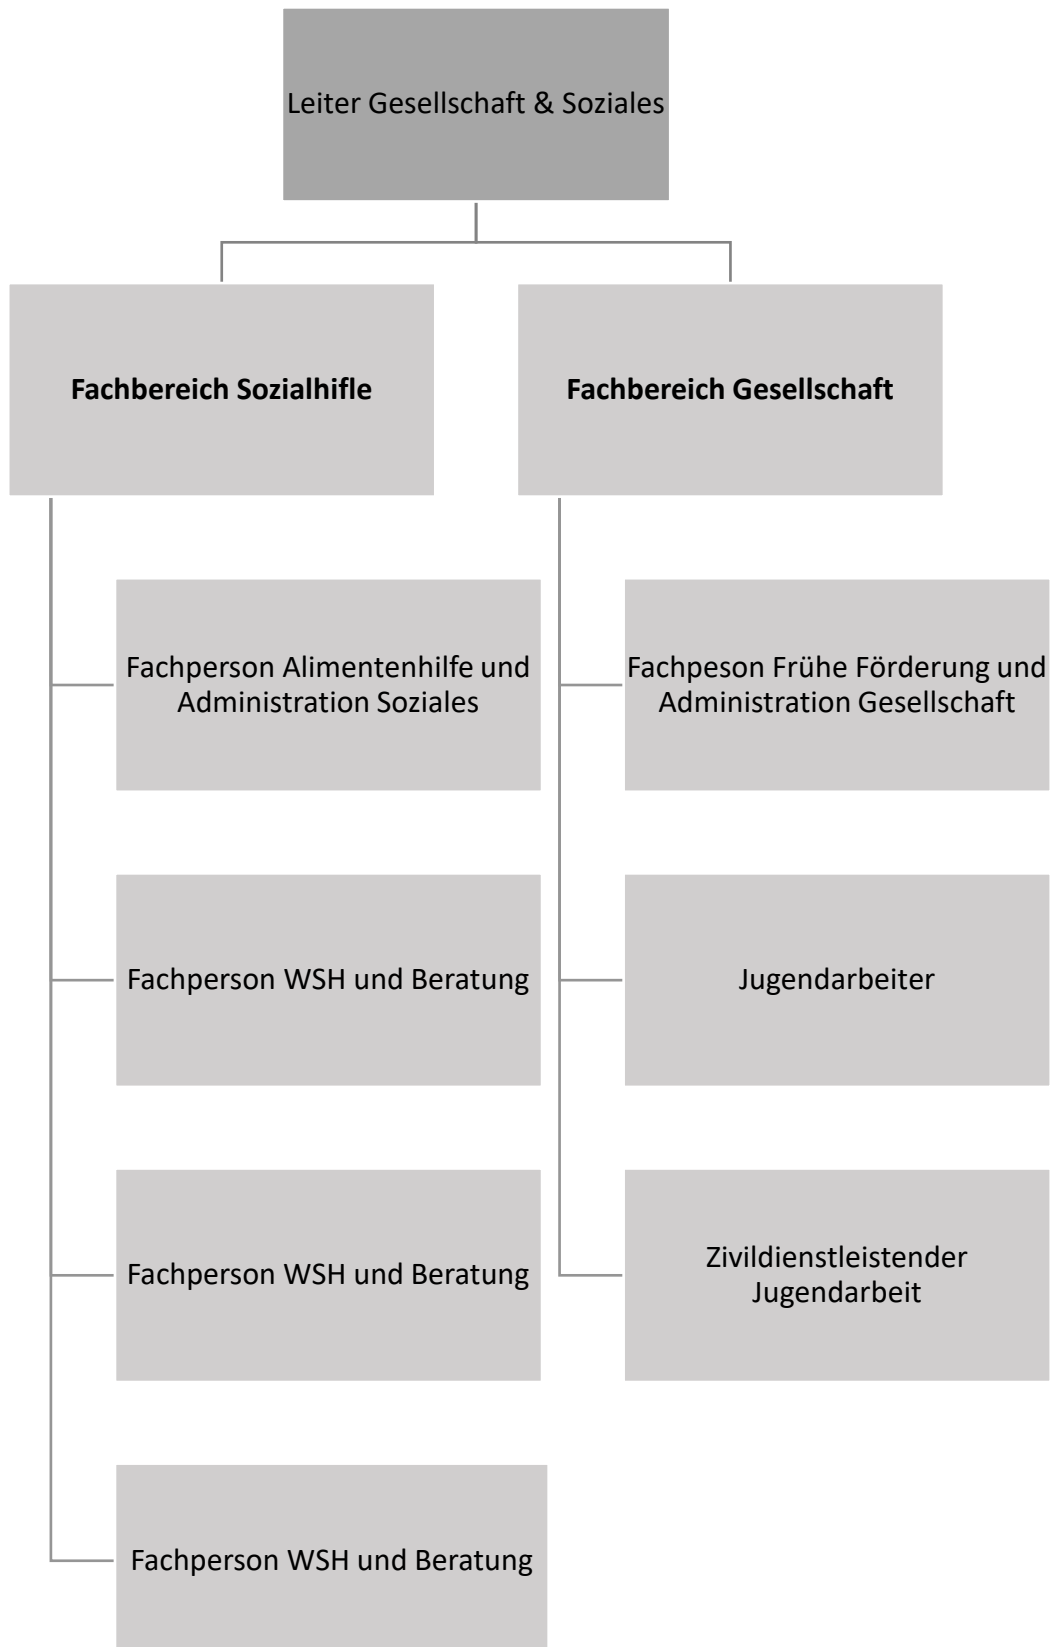 Leiter Gesellschaft & Soziales
Fachbereich Sozialhifle
Fachbereich Gesellschaft
Fachperson Alimentenhilfe und
Administration Soziales
Fachpeson Frühe Förderung und
Administration Gesellschaft
Fachperson WSH und Beratung
Jugendarbeiter
Fachperson WSH und Beratung
Zivildienstleistender
Jugendarbeit
Fachperson WSH und Beratung